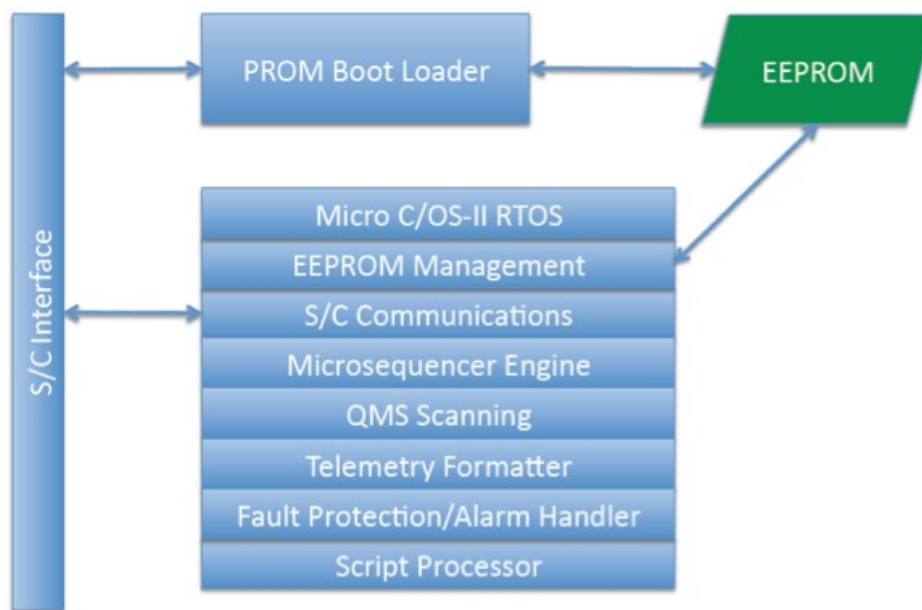 PROM Boot Loader
EEPROM
S/C Interface
Micro C/OS-II RTOS
EEPROM Management
S/C Communications
Microsequencer Engine
QMS Scanning
Telemetry Formatter
Fault Protection/Alarm Handler
Script Processor